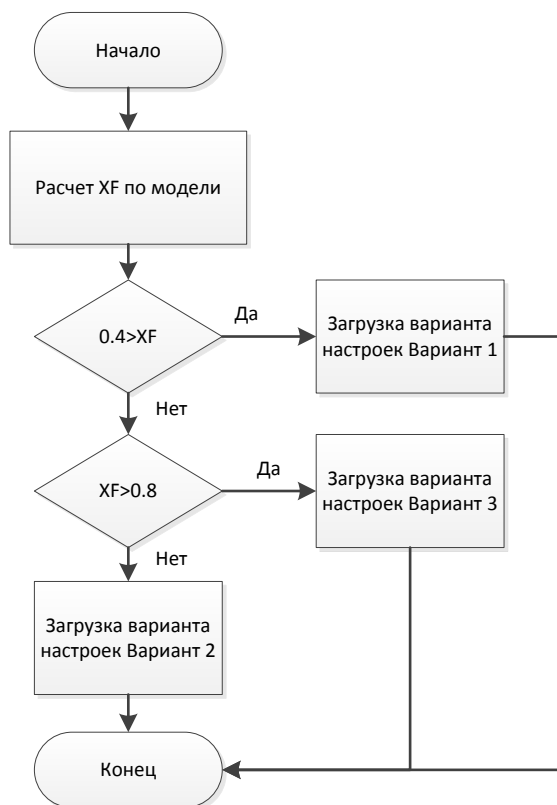 Начало
Расчет XF по модели
0.4>XF
Да
Загрузка варианта
настроек Вариант 1
Нет
XF>0.8
Да
Загрузка варианта
настроек Вариант 3
Нет
Загрузка варианта
настроек Вариант 2
Конец